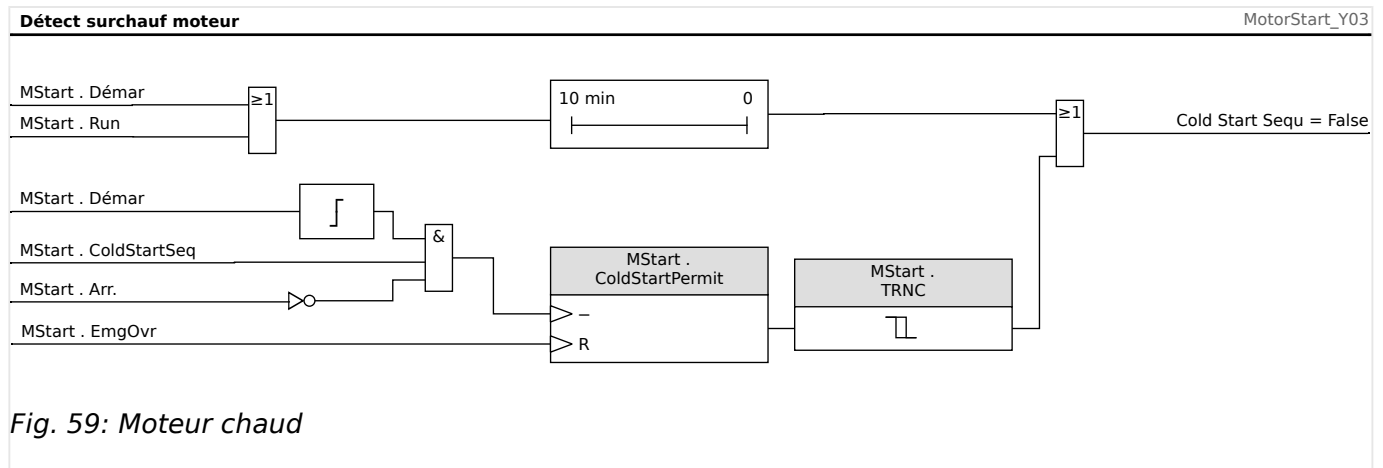 Détect surchauf moteur
MotorStart_Y03
MStart . Démar
≥1
10 min
0
≥1
MStart . Run
Cold Start Sequ = False
MStart . Démar
&
MStart . ColdStartSeq
MStart .
ColdStartPermit
MStart .
TRNC
MStart . Arr.
–
MStart . EmgOvr
R
Fig. 59: Moteur chaud